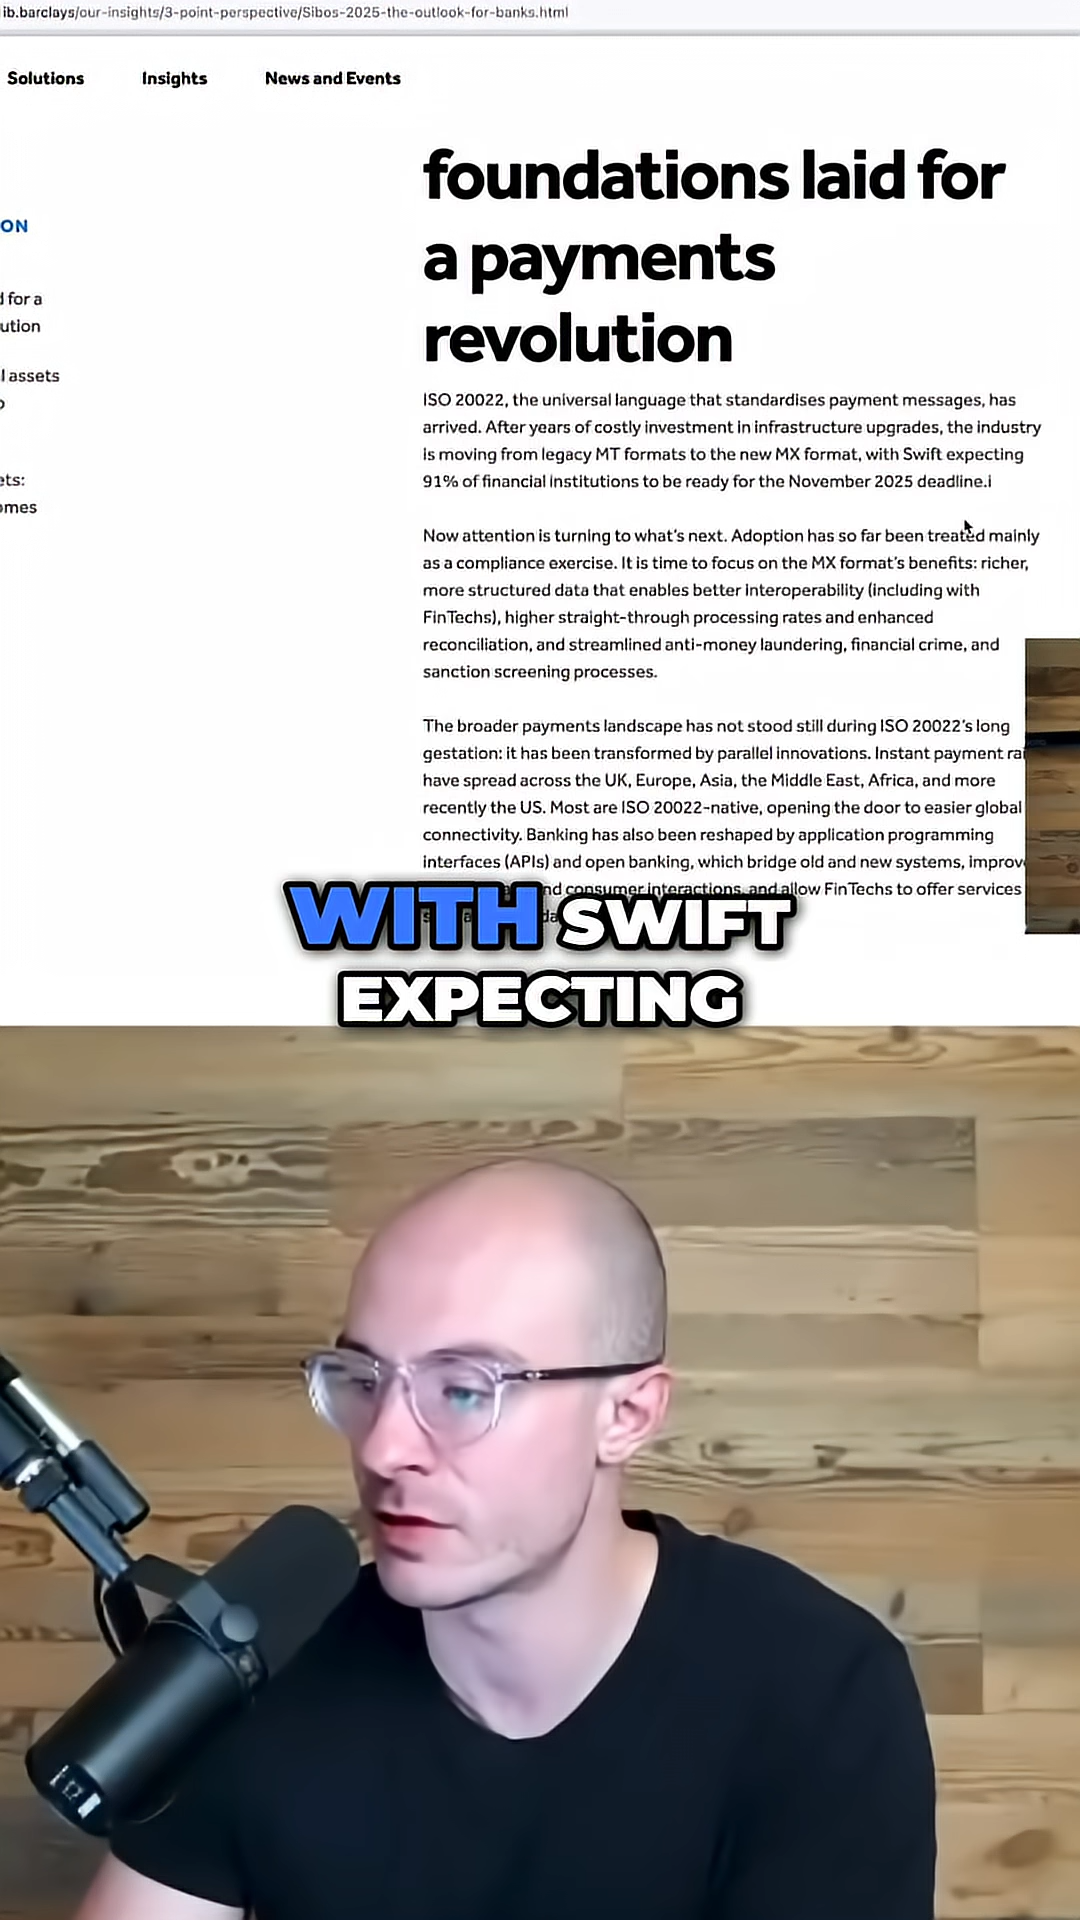 ib.barclays/our-insights/3-point-perspective/Sibos-2025-the-outlook-for-banks.html
Solutions Insights News and Events
ON
d for a
ution
l assets
ets:
omes
foundations laid for
a payments
revolution
ISO 20022, the universal language that standardises payment messages, has
arrived. After years of costly investment in infrastructure upgrades, the industry
is moving from legacy MT formats to the new MX format, with Swift expecting
91% of financial institutions to be ready for the November 2025 deadline.i
Now attention is turning to what's next. Adoption has so far been treated mainly
as a compliance exercise. It is time to focus on the MX format's benefits: richer,
more structured data that enables better interoperability (including with
FinTechs), higher straight-through processing rates and enhanced
reconciliation, and streamlined anti-money laundering, financial crime, and
sanction screening processes.
The broader payments landscape has not stood still during ISO 20022's long
gestation: it has been transformed by parallel innovations. Instant payment rai
have spread across the UK, Europe, Asia, the Middle East, Africa, and more
recently the US. Most are ISO 20022-native, opening the door to easier global
connectivity. Banking has also been reshaped by application programming
interfaces (APIs) and open banking, which bridge old and new systems, improv
nd consumer interactions, and allow FinTechs to offer services
WITH SWIFT
EXPECTING